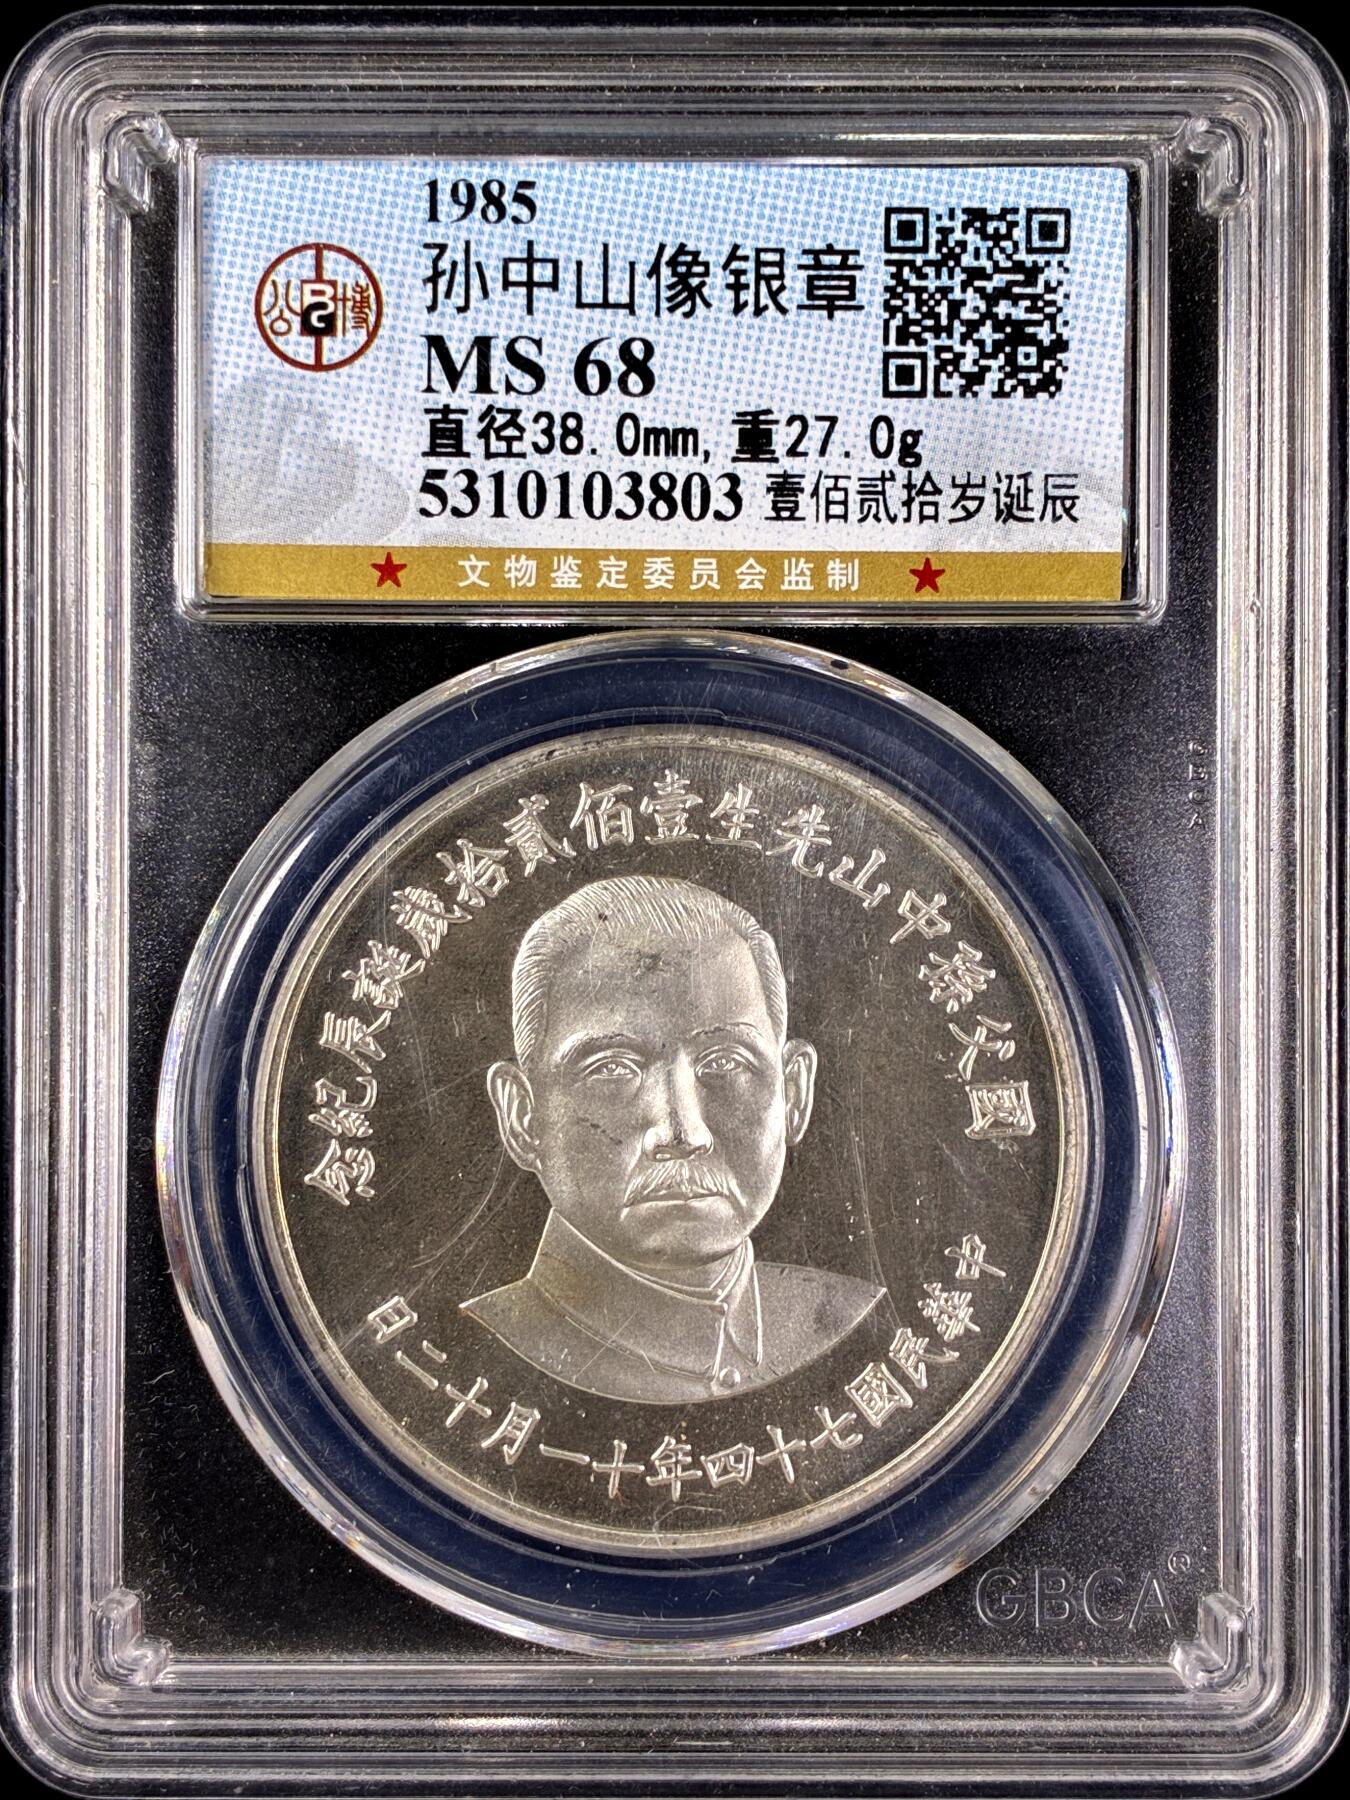 1985
孙中山像银章
MS 68
直径38.0mm,重27.0g
5310103803 壹佰贰拾岁诞辰
公 博
文物鉴定委员会监制
國父孫中山先生壹佰貳拾歲誕辰紀念
中華民國七十四年十一月十二日
GBCA®